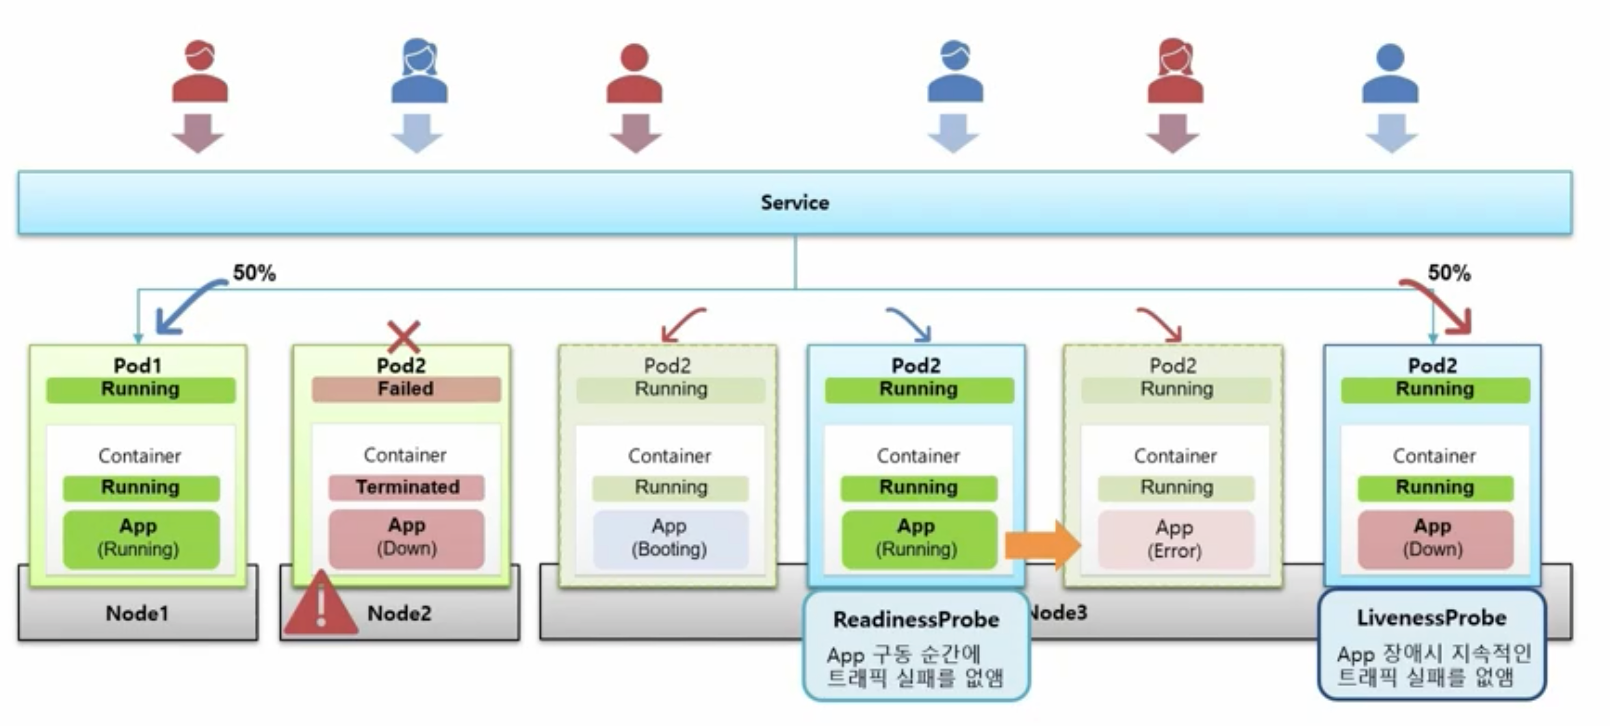 Service
50%
50%
Pod1
Running
Container
Running
App
(Running)
Node1
Pod2
Failed
Container
Terminated
App
(Down)
Node2
Pod2
Running
Container
Running
App
(Booting)
Pod2
Running
Container
Running
App
(Running)
ReadinessProbe
App 구동 순간에
트래픽 실패를 없앰
Node3
Pod2
Running
Container
Running
App
(Error)
Pod2
Running
Container
Running
App
(Down)
LivenessProbe
App 장애시 지속적인
트래픽 실패를 없앰